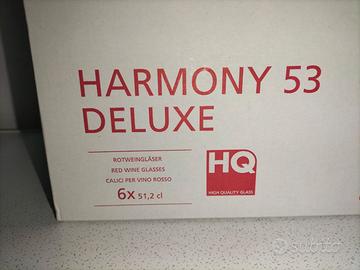 HARMONY 53
DELUXE
ROTWEINGLÄSER
RED WINE GLASSES
CALICI PER VINO ROSSO
6x 51,2 cl
HQ
HIGH QUALITY GLASS
subito